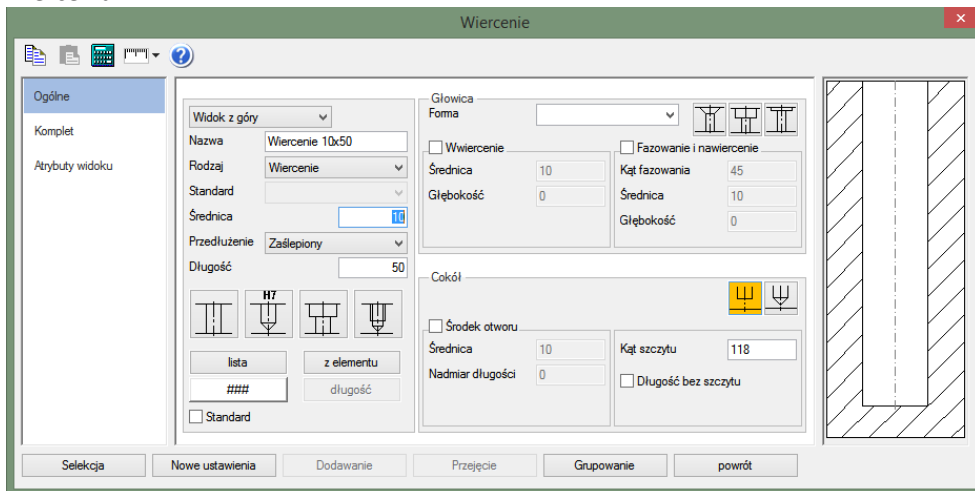 Wiercenie
Ogólne
Komplet
Atrybuty widoku
Widok z góry
Nazwa Wiercenie 10x50
Rodzaj Wiercenie
Standard
Średnica 10
Przedłużenie Zaślepiony
Długość 50
H7
lista z elementu
### długość
Standard
Głowica
Forma
Wwiercenie
Średnica 10
Głębokość 0
Fazowanie i nawiercenie
Kąt fazowania 45
Średnica 10
Głębokość 0
Cokół
Środek otworu
Średnica 10
Nadmiar długości 0
Kąt szczytu 118
Długość bez szczytu
Selekcja Nowe ustawienia Dodawanie Przejęcie Grupowanie powrót